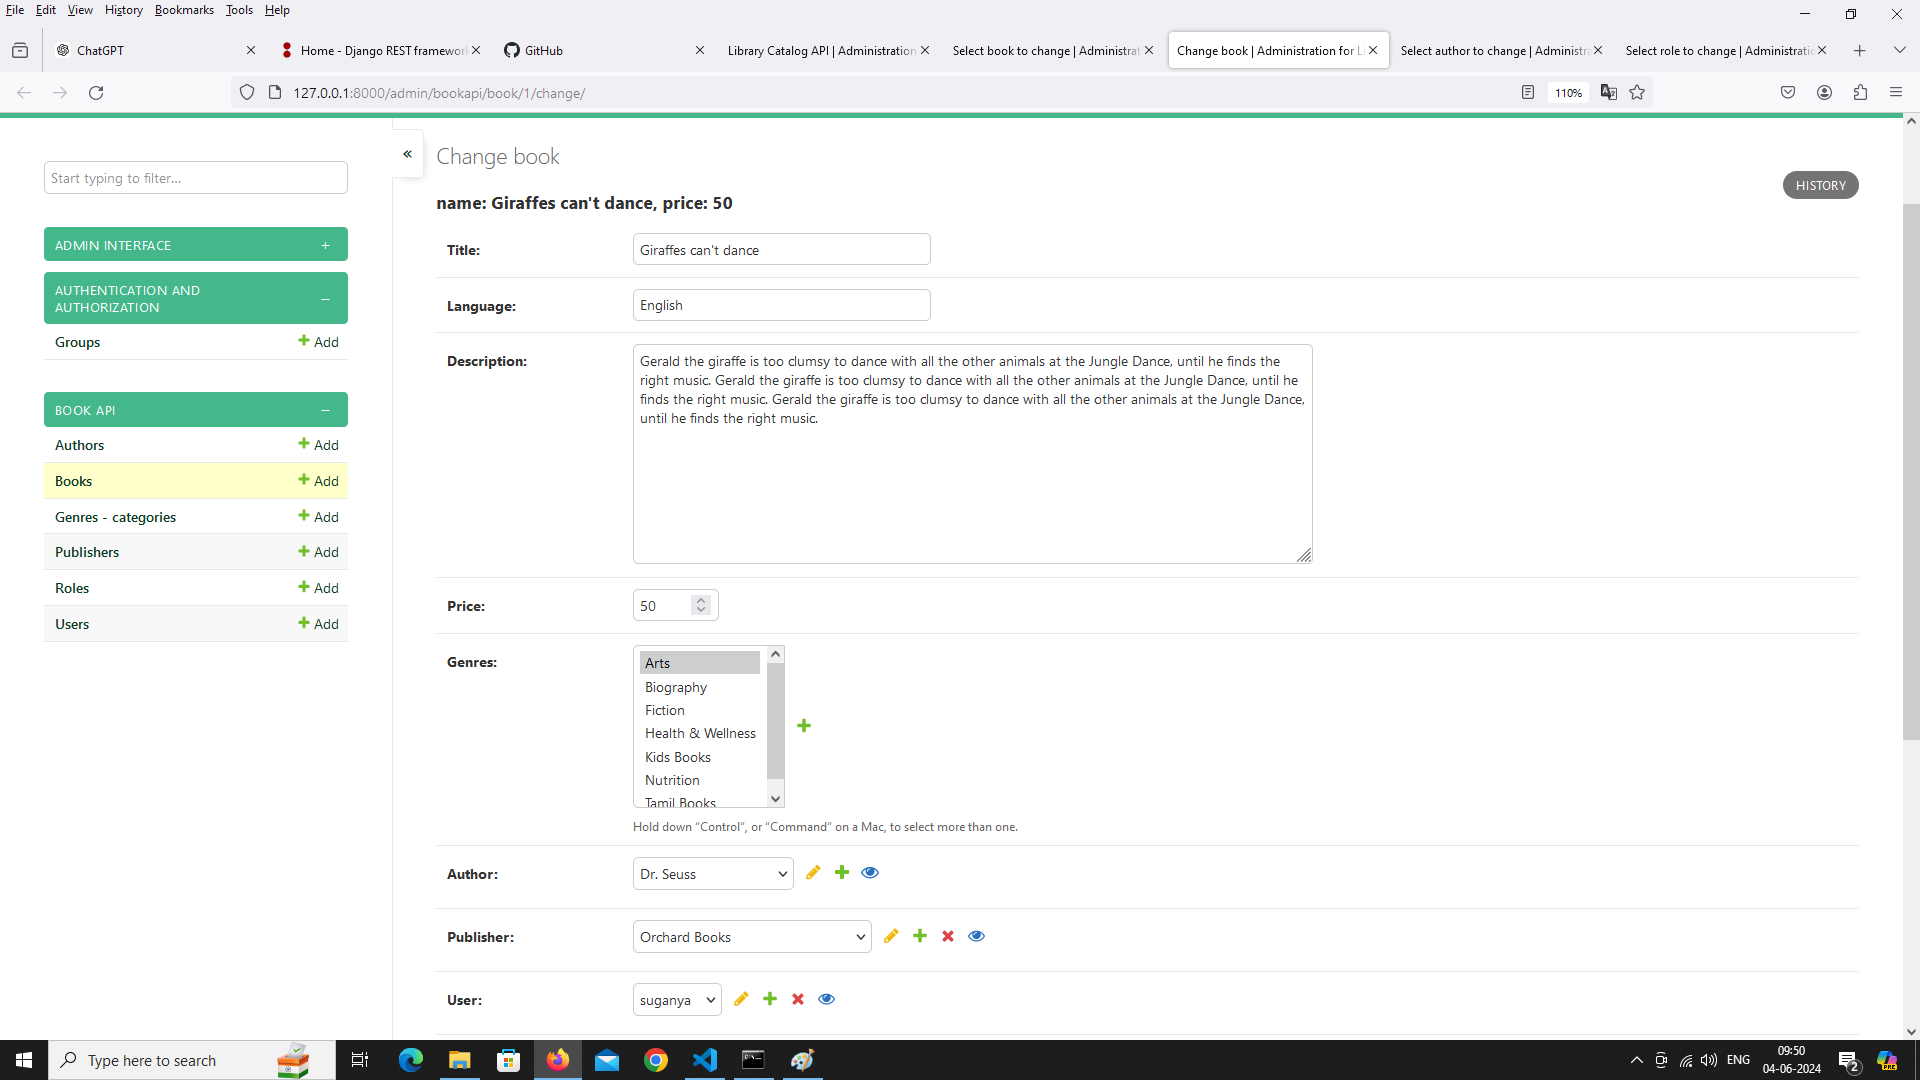 File Edit View History Bookmarks Tools Help
ChatGPT
Home - Django REST framework
GitHub
Library Catalog API | Administration
Select book to change | Administrat
Change book | Administration for Li
Select author to change | Administra
Select role to change | Administratio
127.0.0.1:8000/admin/bookapi/book/1/change/
110%
Start typing to filter...
ADMIN INTERFACE
AUTHENTICATION AND
AUTHORIZATION
Groups Add
BOOK API
Authors Add
Books Add
Genres - categories Add
Publishers Add
Roles Add
Users Add
«
Change book
HISTORY
name: Giraffes can't dance, price: 50
Title: Giraffes can't dance
Language: English
Description:
Gerald the giraffe is too clumsy to dance with all the other animals at the Jungle Dance, until he finds the
right music. Gerald the giraffe is too clumsy to dance with all the other animals at the Jungle Dance, until he
finds the right music. Gerald the giraffe is too clumsy to dance with all the other animals at the Jungle Dance,
until he finds the right music.
Price: 50
Genres:
Arts
Biography
Fiction
Health & Wellness
Kids Books
Nutrition
Tamil Books
Hold down “Control”, or “Command” on a Mac, to select more than one.
Author: Dr. Seuss
Publisher: Orchard Books
User: suganya
Type here to search
ENG
09:50
04-06-2024
2
PRE